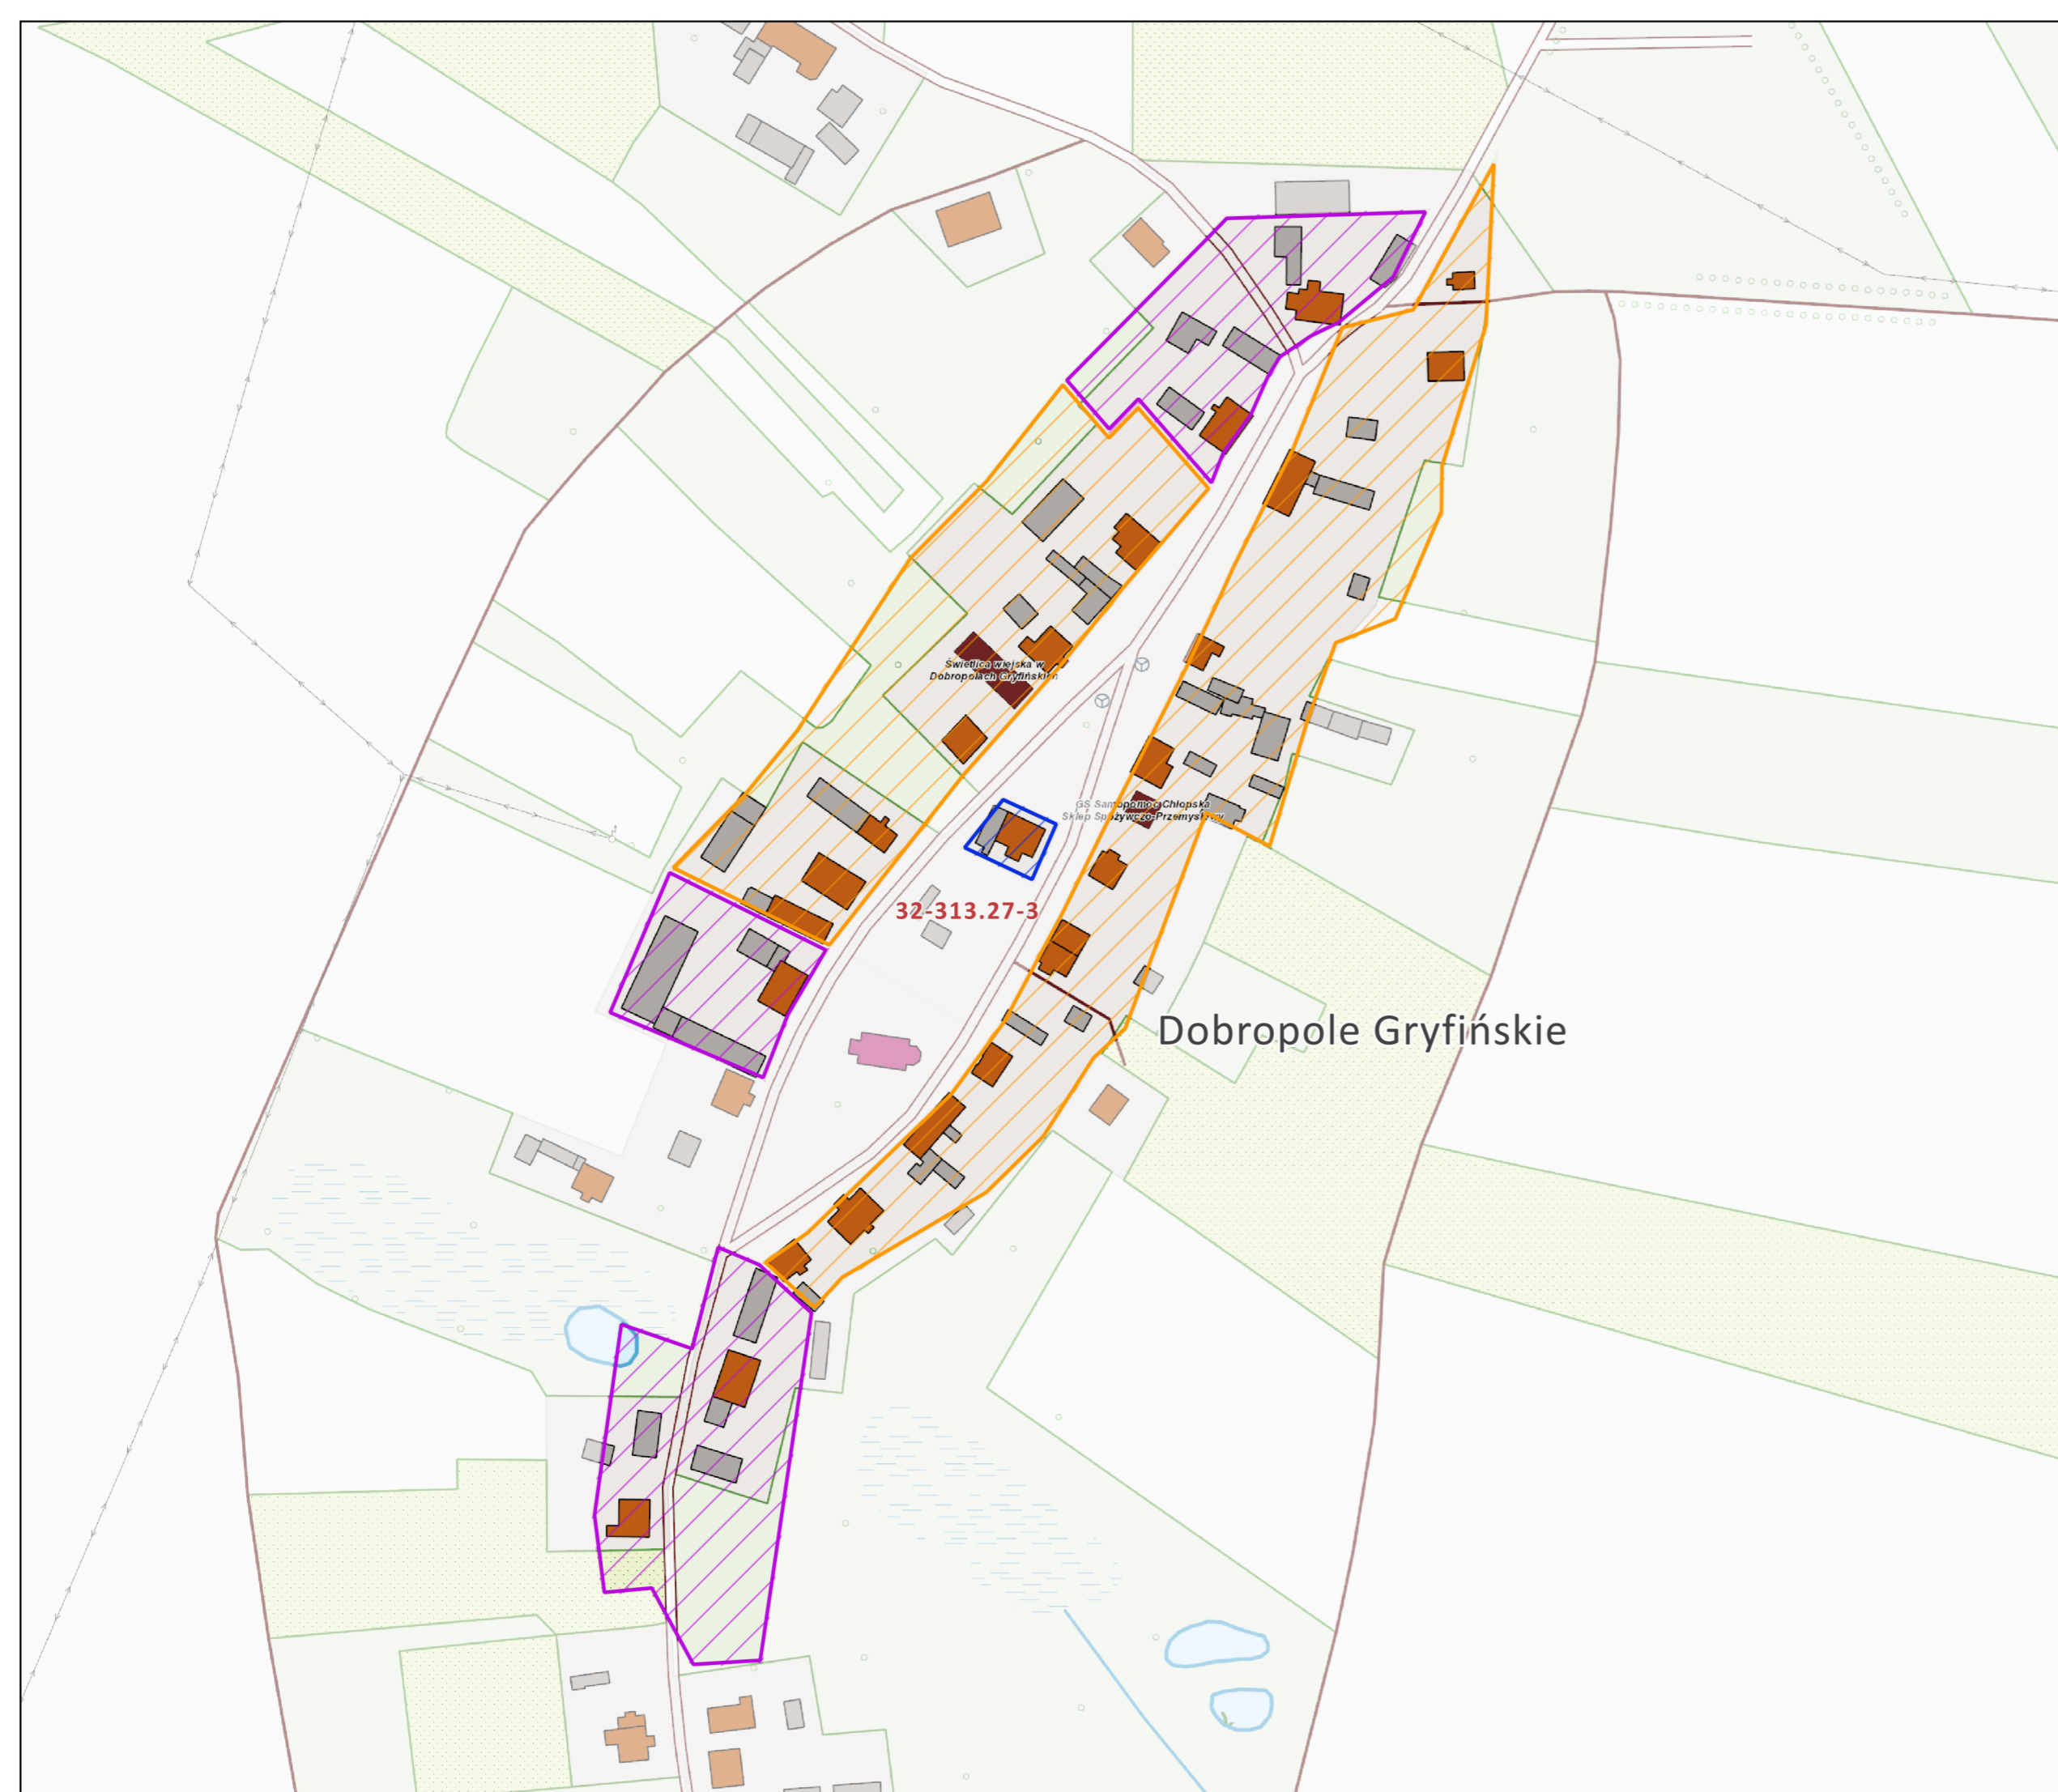 Świetlica wiejska w
Dobropolach Gryfińskich
GS Samopomoc Chłopska
Sklep Spożywczo-Przemysłowy
32-313.27-3
Dobropole Gryfińskie